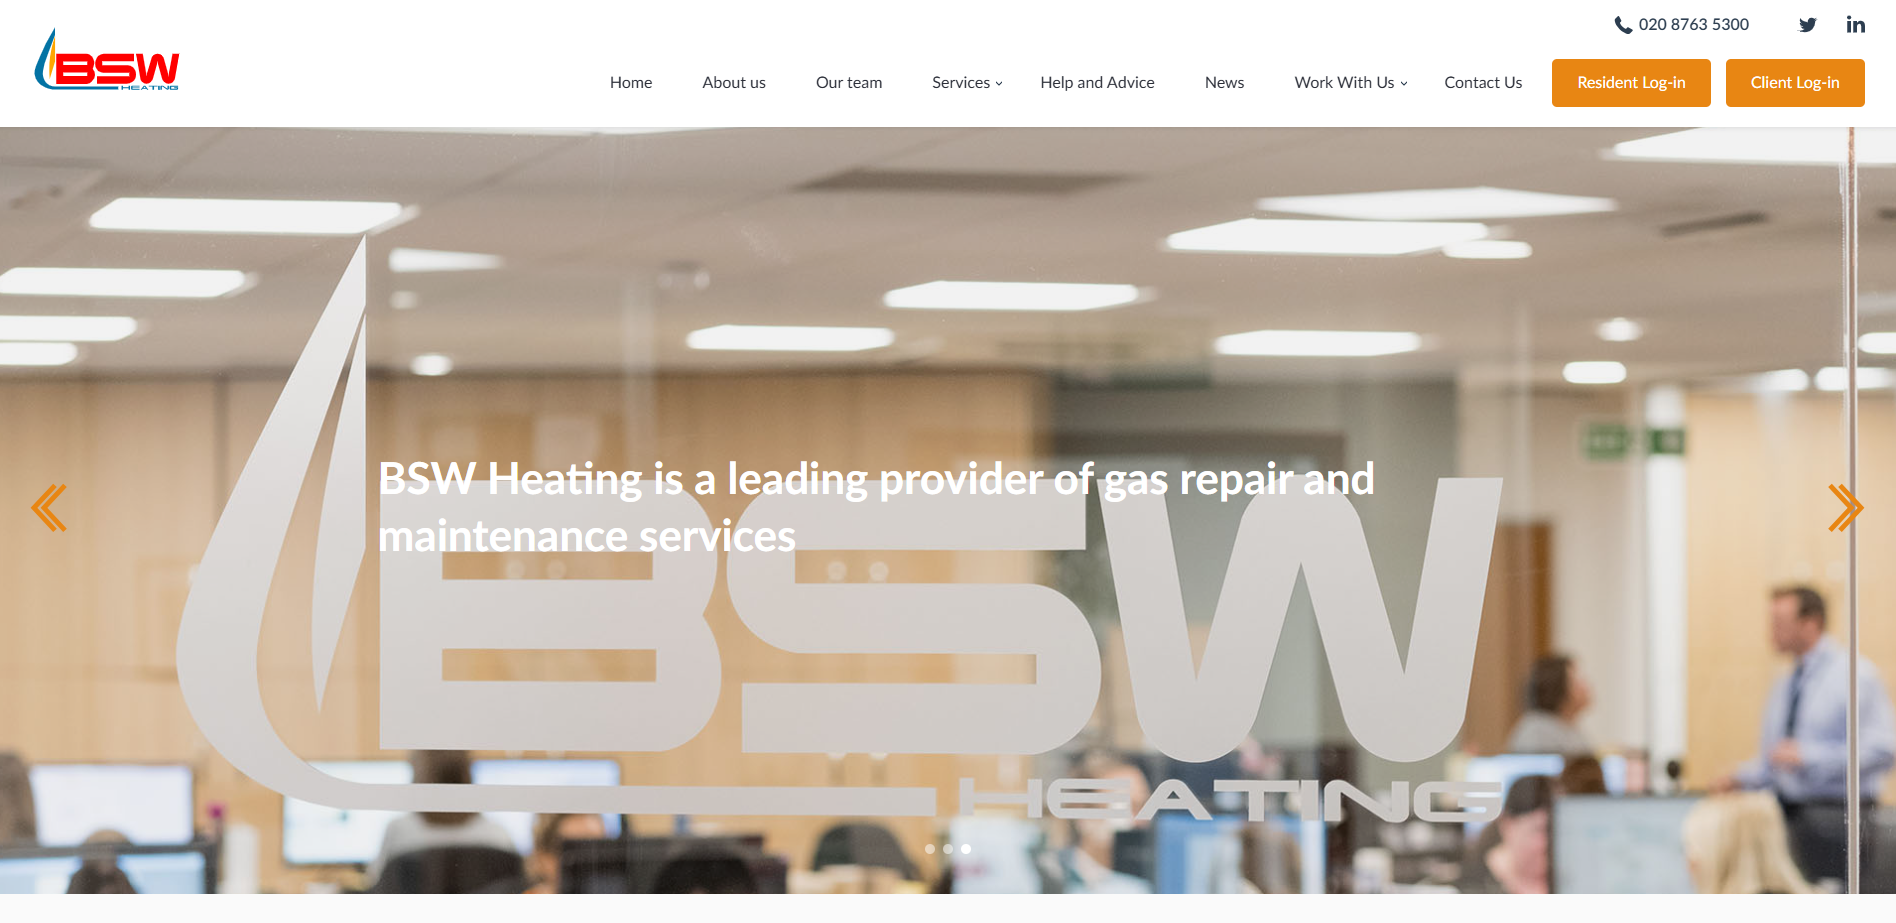 020 8763 5300
BSW
HEATING
Home
About us
Our team
Services
Help and Advice
News
Work With Us
Contact Us
Resident Log-in
Client Log-in
BSW Heating is a leading provider of gas repair and
maintenance services
BSW
HEATING